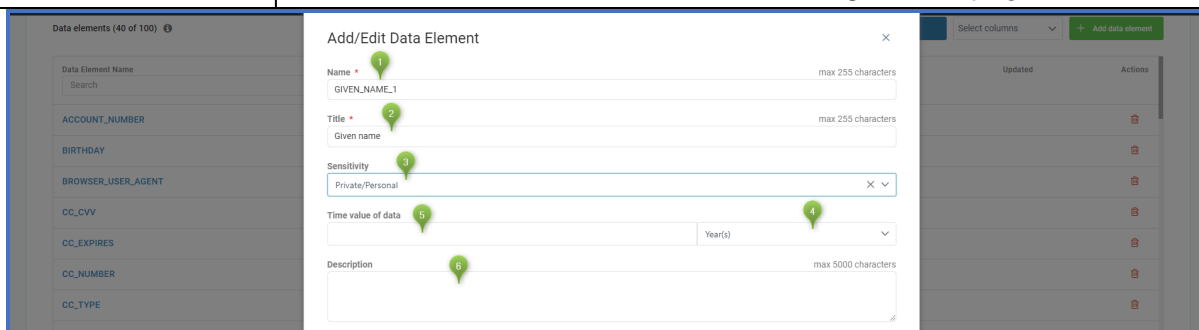 Data elements (40 of 100)
Select columns
+ Add data element
Add/Edit Data Element
×
Data Element Name
Updated
Actions
Search
1
Name *
max 255 characters
GIVEN_NAME_1
ACCOUNT_NUMBER
2
Title *
max 255 characters
Given name
BIRTHDAY
3
Sensitivity
Private/Personal
BROWSER_USER_AGENT
CC_CVV
5
4
Time value of data
Year(s)
CC_EXPIRES
6
Description
max 5000 characters
CC_NUMBER
CC_TYPE